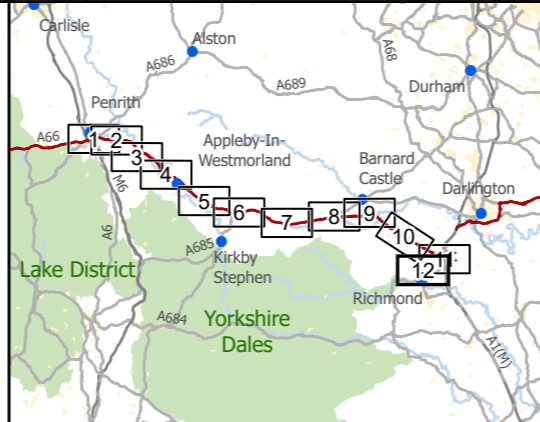 Carlisle
Alston
A686
A68
A689
Durham
Penrith
A66
Appleby-In-
Westmorland
Barnard
Castle
Darlington
1
2
3
4
5
6
7
8
9
10
12
M6
A6
A685
Kirkby
Stephen
Lake District
Richmond
A684
Yorkshire
Dales
A1(M)